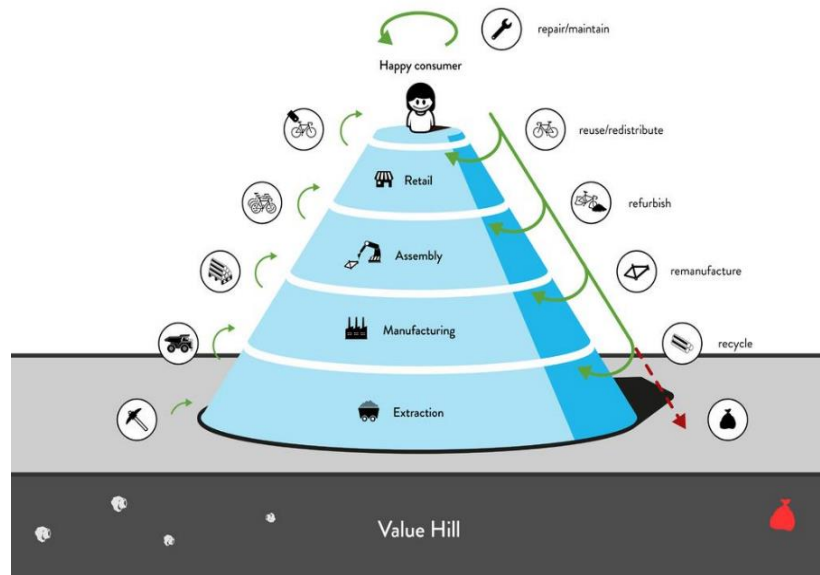 repair/maintain
Happy consumer
reuse/redistribute
Retail
refurbish
Assembly
remanufacture
Manufacturing
recycle
Extraction
Value Hill